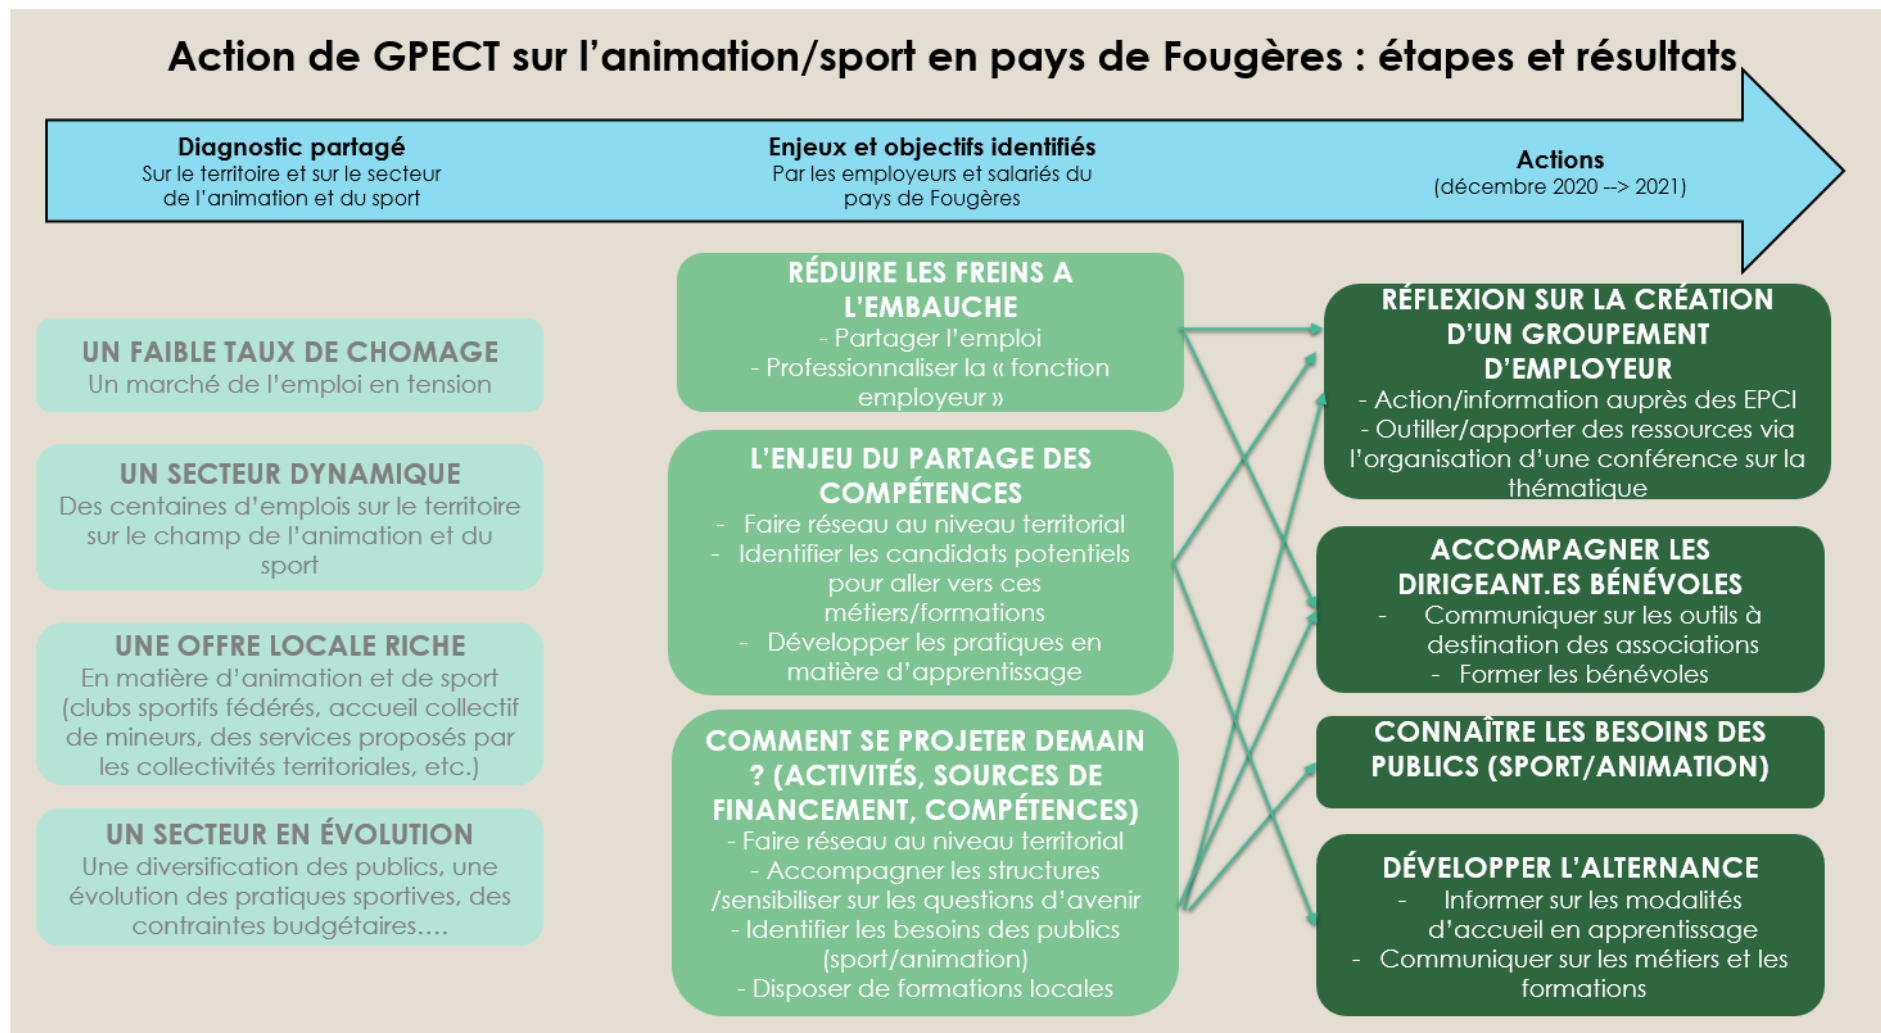 Action de GPECT sur l'animation/sport en pays de Fougères : étapes et résultats
Diagnostic partagé
Sur le territoire et sur le secteur
de l'animation et du sport
Enjeux et objectifs identifiés
Par les employeurs et salariés du
pays de Fougères
Actions
(décembre 2020 --> 2021)
UN FAIBLE TAUX DE CHOMAGE
Un marché de l'emploi en tension
UN SECTEUR DYNAMIQUE
Des centaines d'emplois sur le territoire
sur le champ de l'animation et du
sport
UNE OFFRE LOCALE RICHE
En matière d'animation et de sport
(clubs sportifs fédérés, accueil collectif
de mineurs, des services proposés par
les collectivités territoriales, etc.)
UN SECTEUR EN ÉVOLUTION
Une diversification des publics, une
évolution des pratiques sportives, des
contraintes budgétaires....
RÉDUIRE LES FREINS A
L'EMBAUCHE
- Partager l'emploi
- Professionnaliser la « fonction
employeur »
L'ENJEU DU PARTAGE DES
COMPÉTENCES
- Faire réseau au niveau territorial
- Identifier les candidats potentiels
pour aller vers ces
métiers/formations
- Développer les pratiques en
matière d'apprentissage
COMMENT SE PROJETER DEMAIN
? (ACTIVITÉS, SOURCES DE
FINANCEMENT, COMPÉTENCES)
- Faire réseau au niveau territorial
- Accompagner les structures
/sensibiliser sur les questions d'avenir
- Identifier les besoins des publics
(sport/animation)
- Disposer de formations locales
RÉFLEXION SUR LA CRÉATION
D'UN GROUPEMENT
D'EMPLOYEUR
- Action/information auprès des EPCI
- Outiller/apporter des ressources via
l'organisation d'une conférence sur la
thématique
ACCOMPAGNER LES
DIRIGEANT.ES BÉNÉVOLES
- Communiquer sur les outils à
destination des associations
- Former les bénévoles
CONNAÎTRE LES BESOINS DES
PUBLICS (SPORT/ANIMATION)
DÉVELOPPER L'ALTERNANCE
- Informer sur les modalités
d'accueil en apprentissage
- Communiquer sur les métiers et les
formations